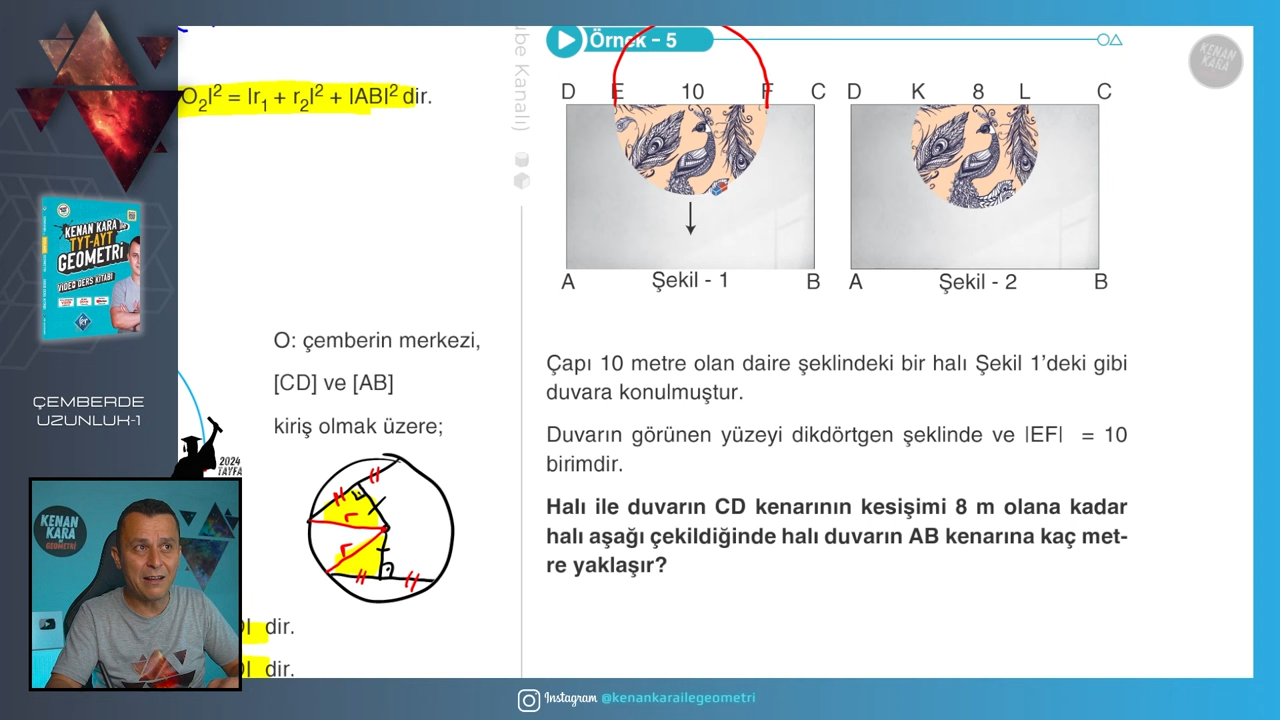 O₂|² = |r₁ + r₂|² + |AB|² dir.
ube Kanalı)
O: çemberin merkezi,
[CD] ve [AB]
kiriş olmak üzere;
r
r
2024
TAYFA
| dir.
| dir.
Örnek - 5
D E 10 F C
D K 8 L C
A Şekil - 1 B
A Şekil - 2 B
Çapı 10 metre olan daire şeklindeki bir halı Şekil 1'deki gibi
duvara konulmuştur.
Duvarın görünen yüzeyi dikdörtgen şeklinde ve |EF| = 10
birimdir.
Halı ile duvarın CD kenarının kesişimi 8 m olana kadar
halı aşağı çekildiğinde halı duvarın AB kenarına kaç met-
re yaklaşır?
KENAN
KARA
KENAN KARA ile
TYT-AYT
GEOMETRİ
VİDEO DERS KİTABI
ÇEMBERDE
UZUNLUK-1
KENAN
KARA
GEOMETRİ
Instagram @kenankarailegeometri